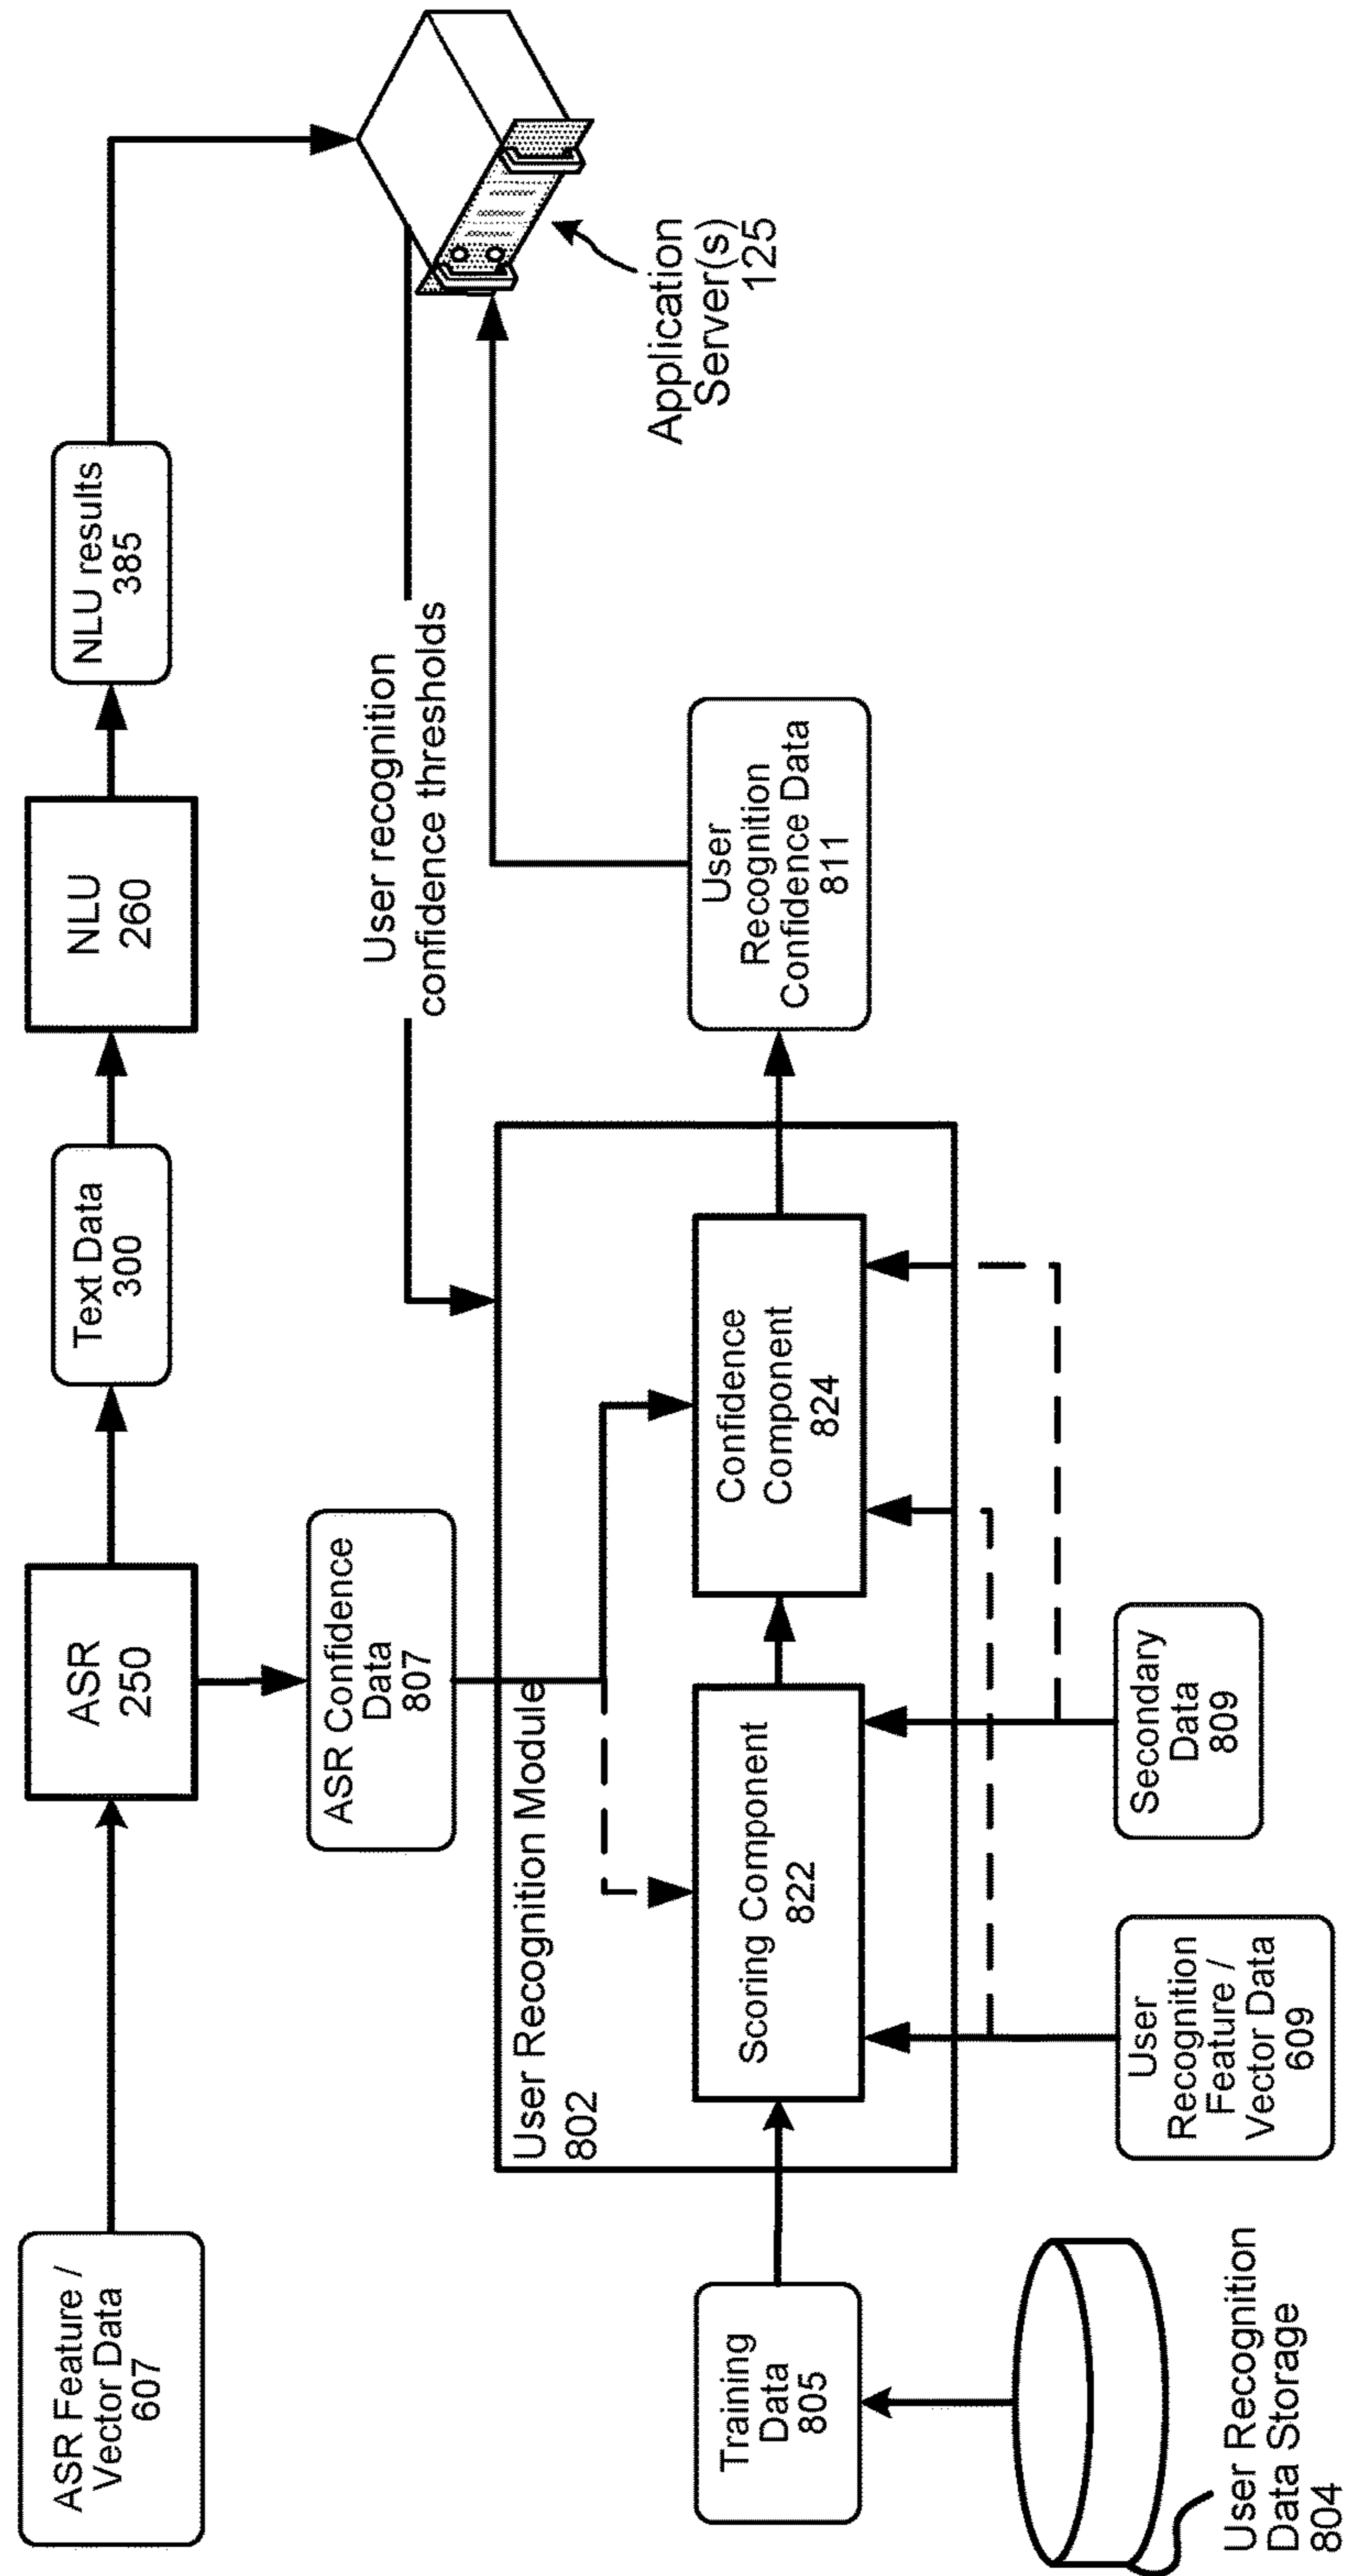 ASR Feature /
Vector Data
607
ASR
250
Text Data
300
NLU
260
NLU results
385
ASR Confidence
Data
807
User recognition
confidence thresholds
Application
Server(s)
125
User Recognition Module
802
Scoring Component
822
Confidence
Component
824
User
Recognition
Confidence Data
811
Training
Data
805
User Recognition
Data Storage
804
User
Recognition
Feature /
Vector Data
609
Secondary
Data
809